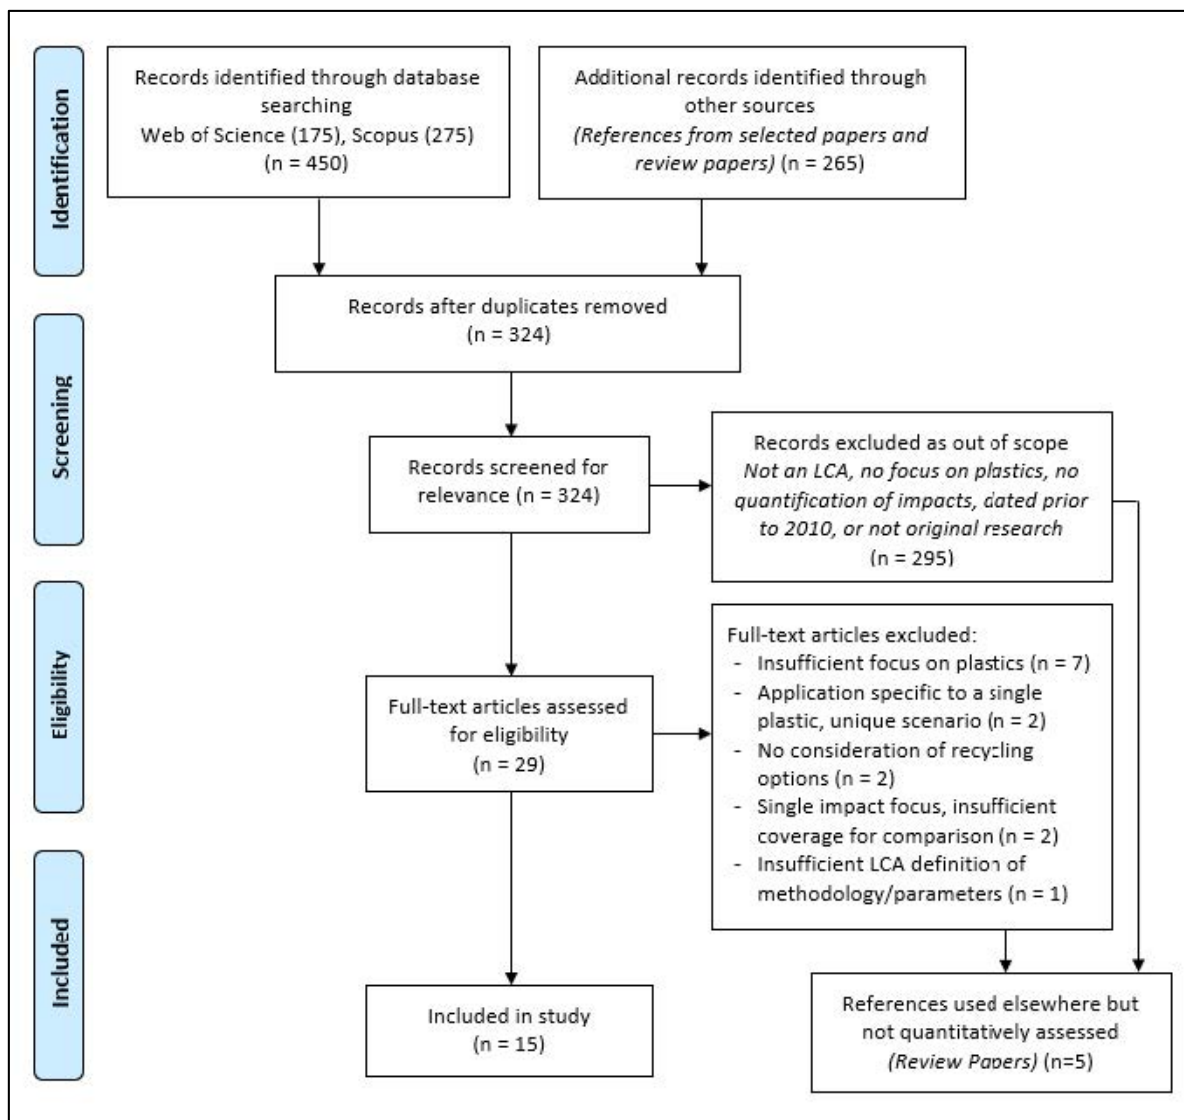 Identification
Records identified through database
searching
Web of Science (175), Scopus (275)
(n = 450)
Additional records identified through
other sources
(References from selected papers and
review papers) (n = 265)
Records after duplicates removed
(n = 324)
Screening
Records screened for
relevance (n = 324)
Records excluded as out of scope
Not an LCA, no focus on plastics, no
quantification of impacts, dated prior
to 2010, or not original research
(n = 295)
Eligibility
Full-text articles assessed
for eligibility
(n = 29)
Full-text articles excluded:
- Insufficient focus on plastics (n = 7)
- Application specific to a single
plastic, unique scenario (n = 2)
- No consideration of recycling
options (n = 2)
- Single impact focus, insufficient
coverage for comparison (n = 2)
- Insufficient LCA definition of
methodology/parameters (n = 1)
Included
Included in study
(n = 15)
References used elsewhere but
not quantitatively assessed
(Review Papers) (n=5)